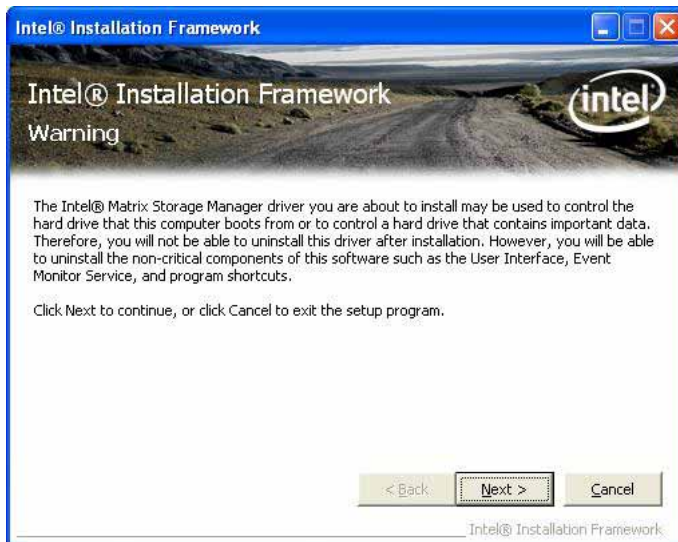 Intel® Installation Framework
Intel® Installation Framework
intel
Warning
The Intel® Matrix Storage Manager driver you are about to install may be used to control the
hard drive that this computer boots from or to control a hard drive that contains important data.
Therefore, you will not be able to uninstall this driver after installation. However, you will be able
to uninstall the non-critical components of this software such as the User Interface, Event
Monitor Service, and program shortcuts.
Click Next to continue, or click Cancel to exit the setup program.
< Back
Next >
Cancel
Intel® Installation Framework